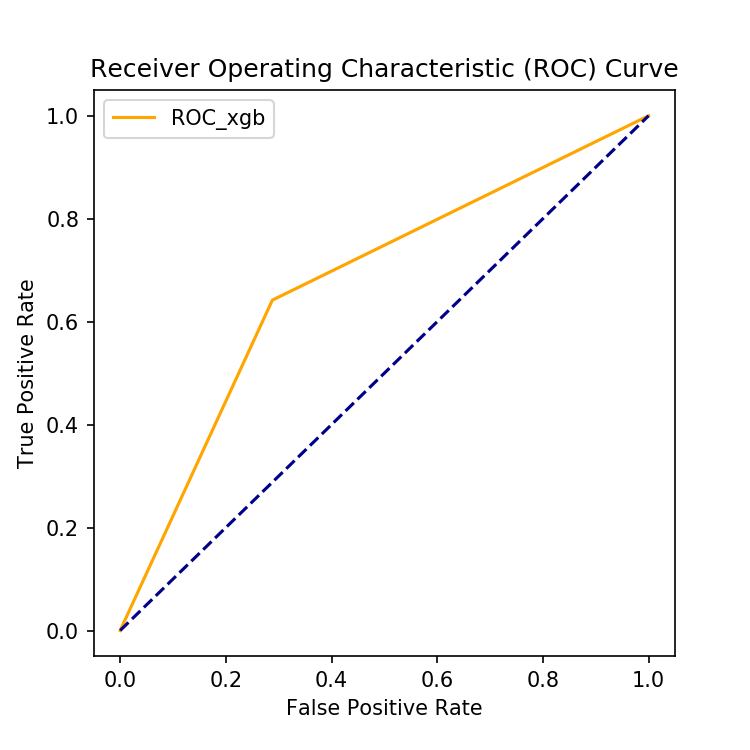 Receiver Operating Characteristic (ROC) Curve
ROC_xgb
1.0
0.8
0.6
0.4
0.2
0.0
True Positive Rate
0.0 0.2 0.4 0.6 0.8 1.0
False Positive Rate